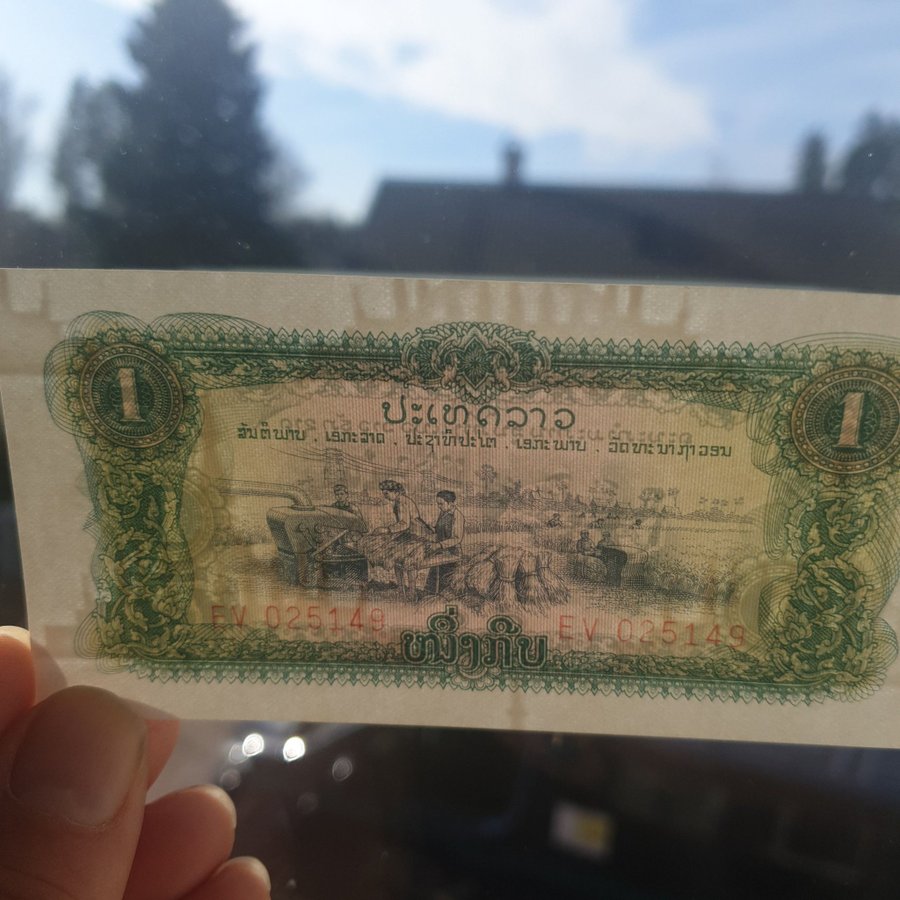 1 1
ປະເທດລາວ
ສັນຕິພາບ . ເອກະລາດ . ປະຊາທິປະໄຕ . ເອກະພາບ . ວັດທະນາຖາວອນ
EV 025149 EV 025149
ໜຶ່ງກີບ